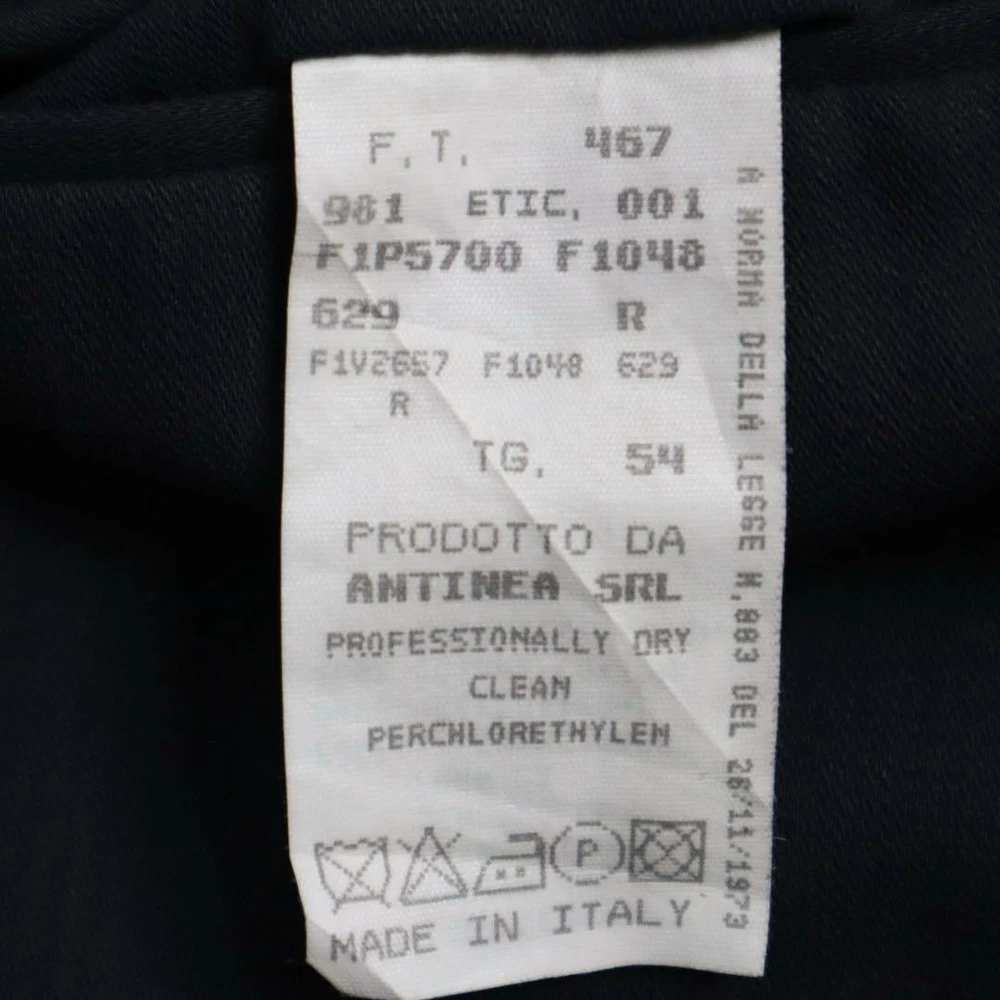 F.T. 467
981 ETIC. 001
F1P5700 F1048
629 R
F1V2657 F1048 629
R
TG. 54
PRODOTTO DA
ANTINEA SRL
PROFESSIONALLY DRY
CLEAN
PERCHLORETHYLEN
P
MADE IN ITALY
A NORMA DELLA LEGGE N.883 DEL 26/11/1973